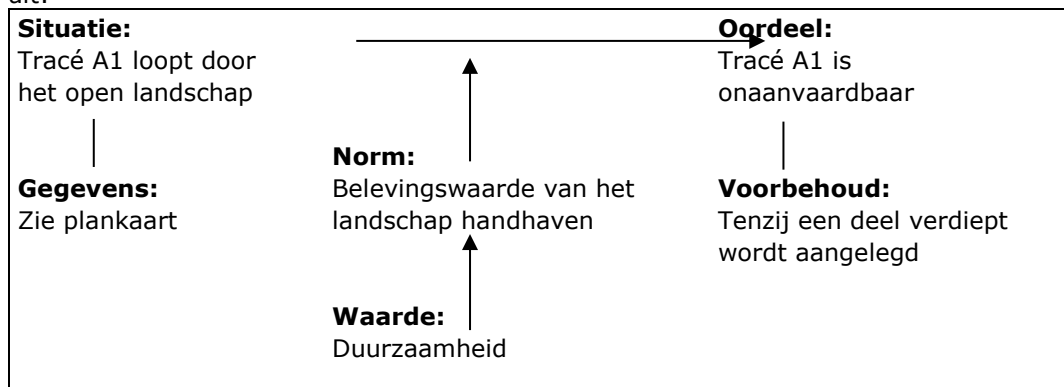 uit:
Situatie:
Tracé A1 loopt door
het open landschap
Oordeel:
Tracé A1 is
onaanvaardbaar
Gegevens:
Zie plankaart
Norm:
Belevingswaarde van het
landschap handhaven
Voorbehoud:
Tenzij een deel verdiept
wordt aangelegd
Waarde:
Duurzaamheid